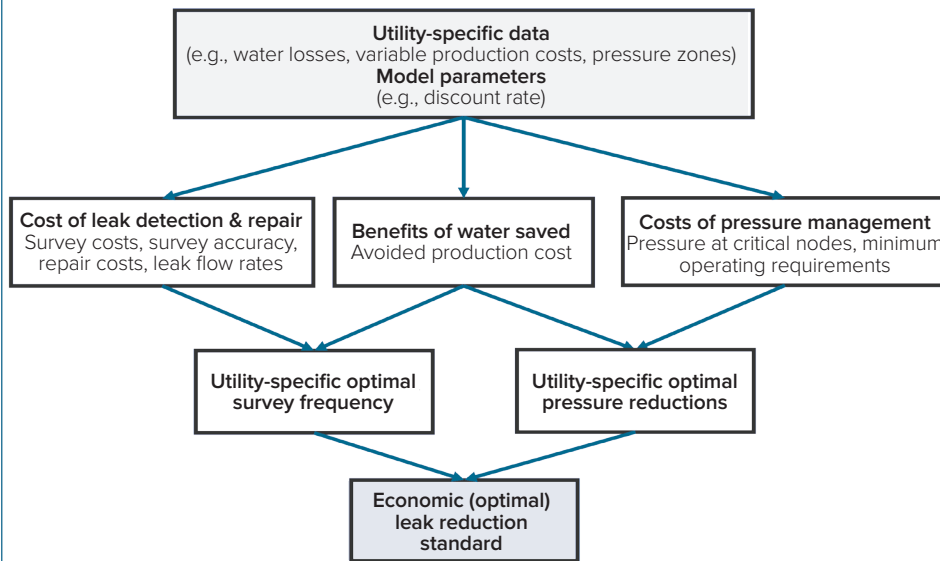 Utility-specific data
(e.g., water losses, variable production costs, pressure zones)
Model parameters
(e.g., discount rate)
Cost of leak detection & repair
Survey costs, survey accuracy,
repair costs, leak flow rates
Benefits of water saved
Avoided production cost
Costs of pressure management
Pressure at critical nodes, minimum
operating requirements
Utility-specific optimal
survey frequency
Utility-specific optimal
pressure reductions
Economic (optimal)
leak reduction
standard